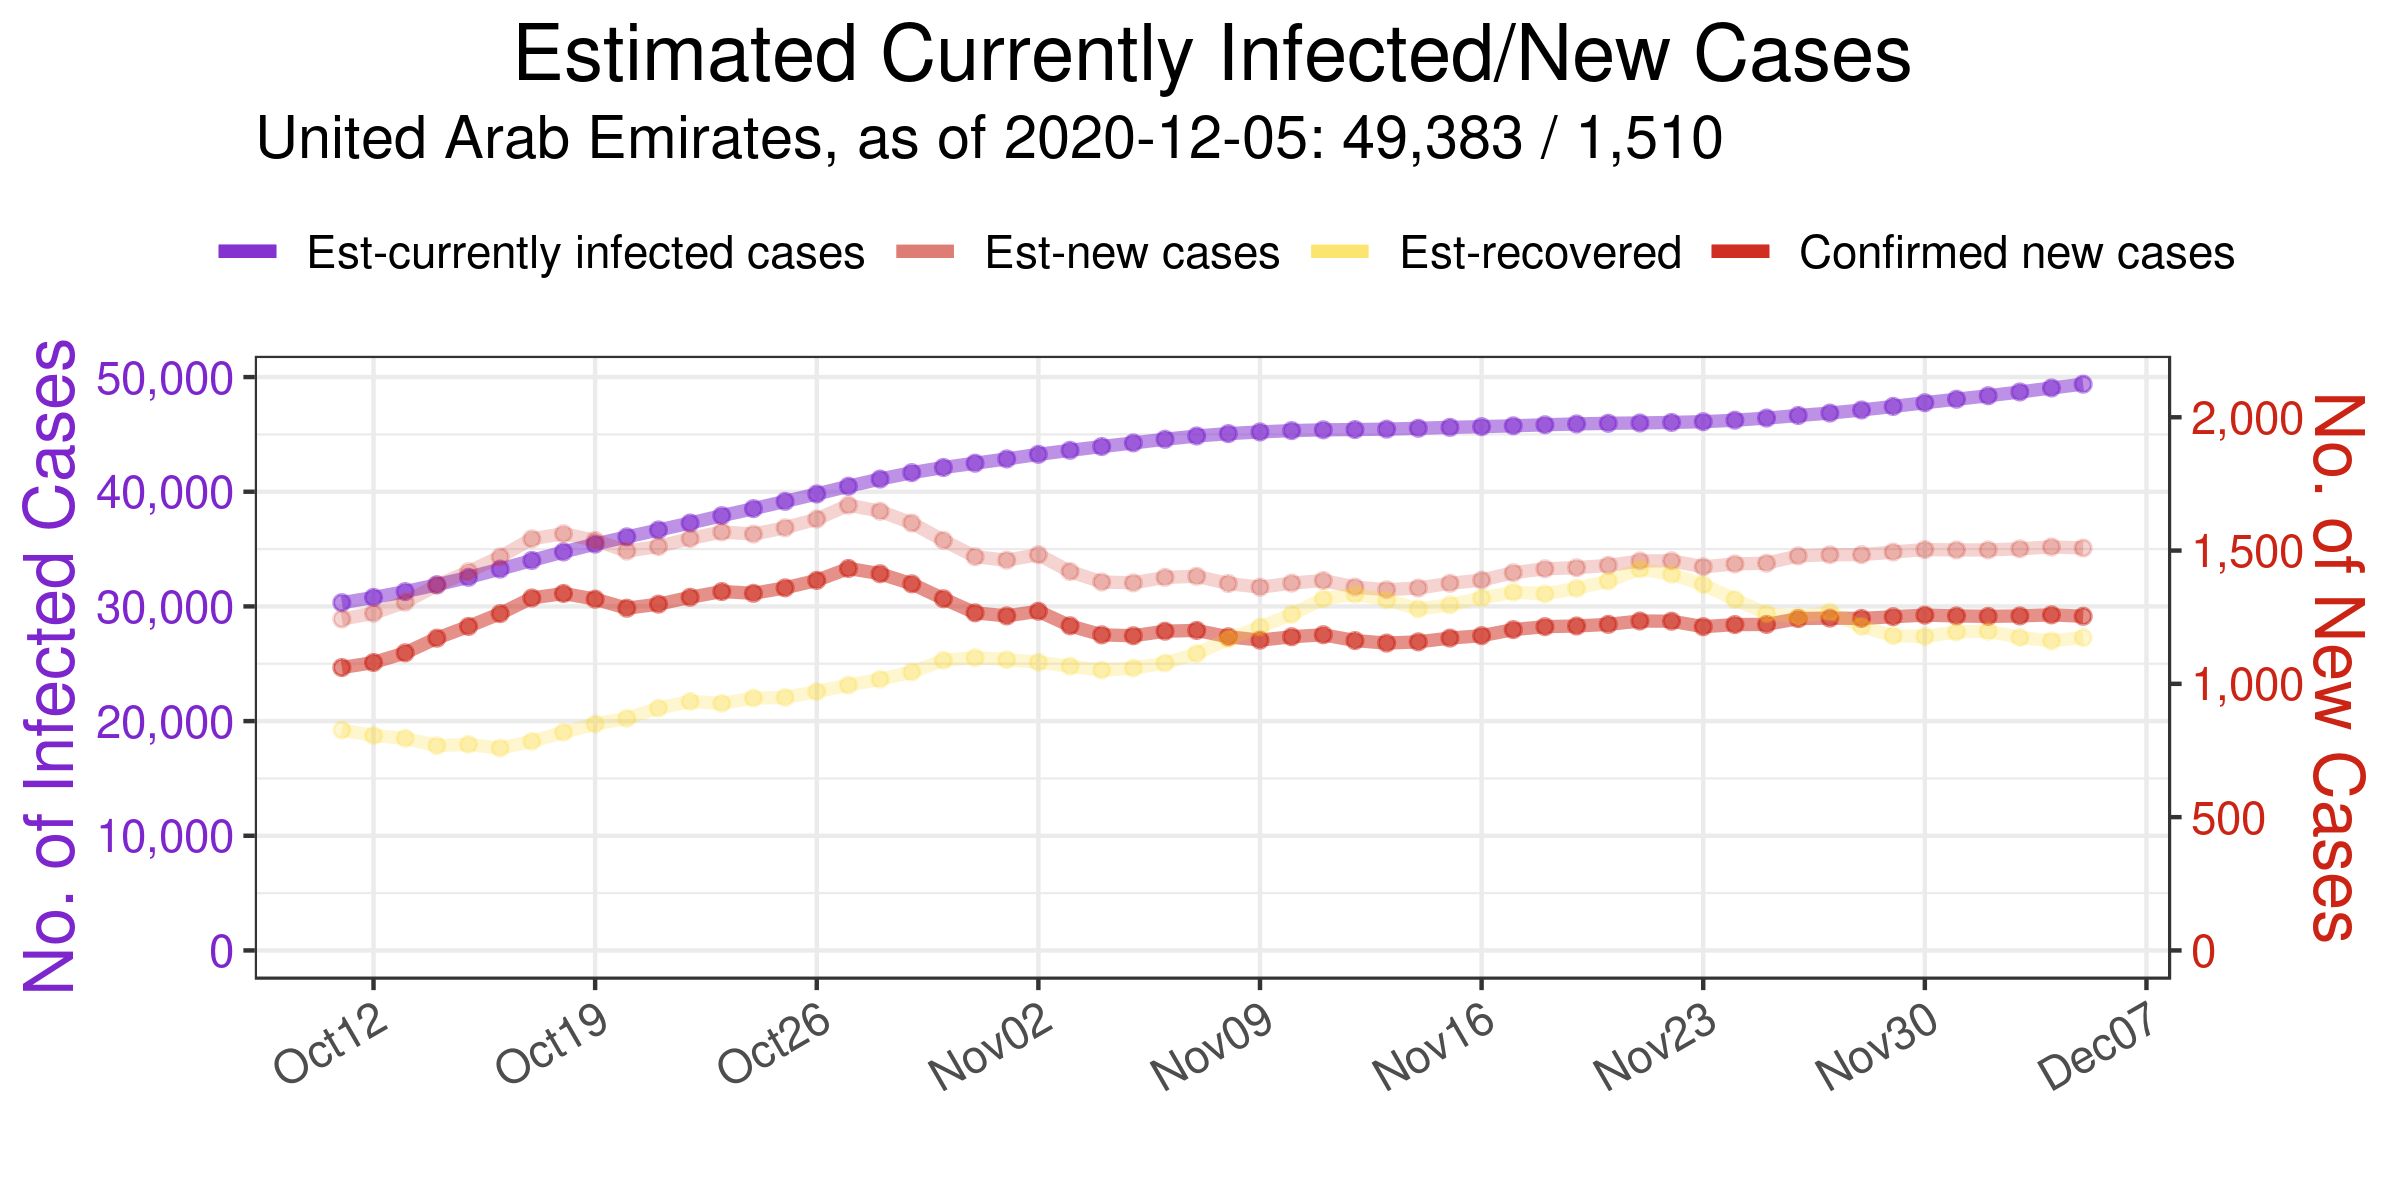 Estimated Currently Infected/New Cases
United Arab Emirates, as of 2020-12-05: 49,383 / 1,510
Est-currently infected cases Est-new cases Est-recovered Confirmed new cases
No. of Infected Cases
50,000
40,000
30,000
20,000
10,000
0
2,000
1,500
1,000
500
0
No. of New Cases
Oct12 Oct19 Oct26 Nov02 Nov09 Nov16 Nov23 Nov30 Dec07